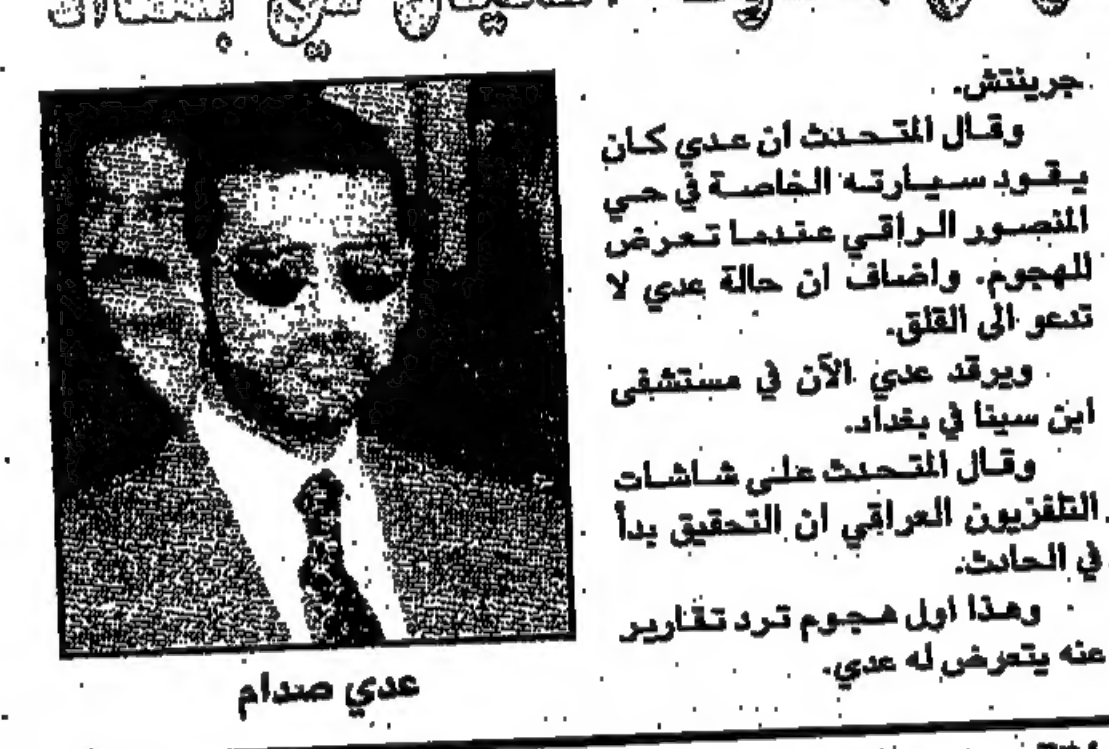 جرينتش.
وقال المتحدث ان عدي كان
يقود سيارته الخاصة في حي
المنصور الراقي عندما تعرض
للهجوم. واضاف ان حالة عدي لا
تدعو الى القلق.
ويرقد عدي الآن في مستشفى
ابن سينا في بغداد.
وقال المتحدث على شاشات
التلفزيون العراقي ان التحقيق بدأ
في الحادث.
وهذا اول هجوم ترد تقارير
عنه يتعرض له عدي.
عدي صدام